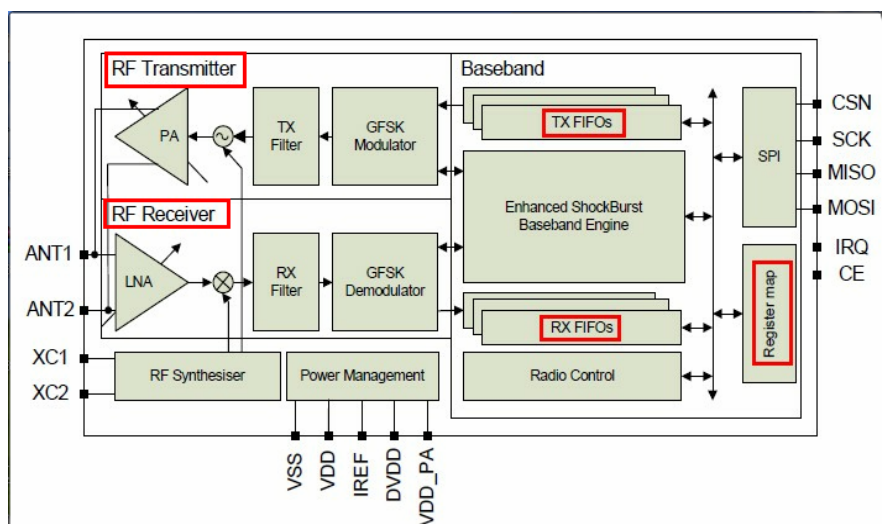 RF Transmitter
Baseband
PA
TX
Filter
GFSK
Modulator
TX FIFOs
SPI
CSN
SCK
MISO
MOSI
Enhanced ShockBurst
Baseband Engine
RF Receiver
IRQ
CE
ANT1
LNA
RX
Filter
GFSK
Demodulator
ANT2
RX FIFOs
Register map
XC1
XC2
RF Synthesiser
Power Management
Radio Control
VSS
VDD
IREF
DVDD
VDD_PA